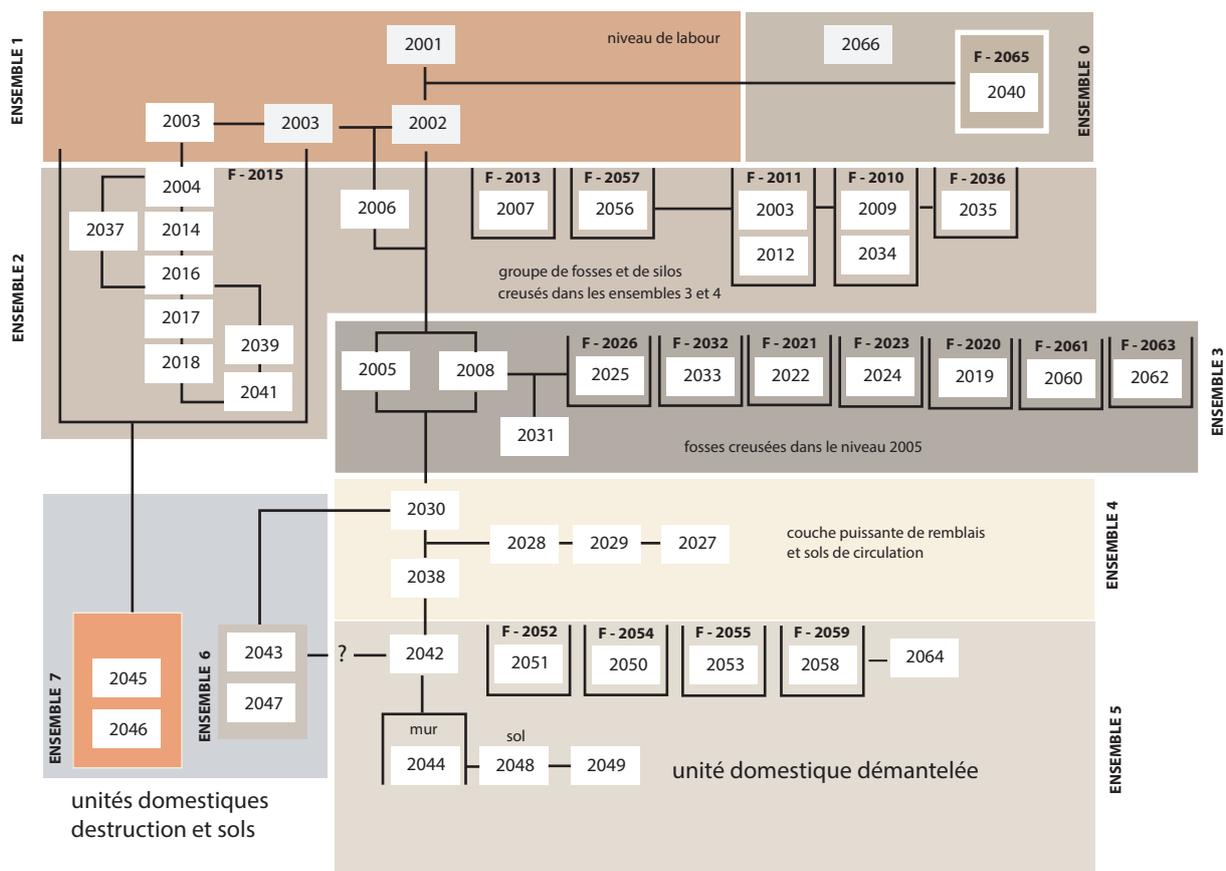 ENSEMBLE 1
2001
niveau de labour
2003
2003
2002
2066
F - 2065
2040
ENSEMBLE 0
ENSEMBLE 2
2004
F - 2015
2037
2014
2016
2017
2018
2039
2041
2006
F - 2013
2007
F - 2057
2056
F - 2011
2003
2012
F - 2010
2009
2034
F - 2036
2035
groupe de fosses et de silos
creusés dans les ensembles 3 et 4
2005
2008
2031
F - 2026
2025
F - 2032
2033
F - 2021
2022
F - 2023
2024
F - 2020
2019
F - 2061
2060
F - 2063
2062
fosses creusées dans le niveau 2005
ENSEMBLE 3
2030
2028
2029
2027
2038
couche puissante de remblais
et sols de circulation
ENSEMBLE 4
ENSEMBLE 7
2045
2046
ENSEMBLE 6
2043
2047
?
2042
F - 2052
2051
F - 2054
2050
F - 2055
2053
F - 2059
2058
2064
mur
2044
sol
2048
2049
unité domestique démantelée
ENSEMBLE 5
unités domestiques
destruction et sols